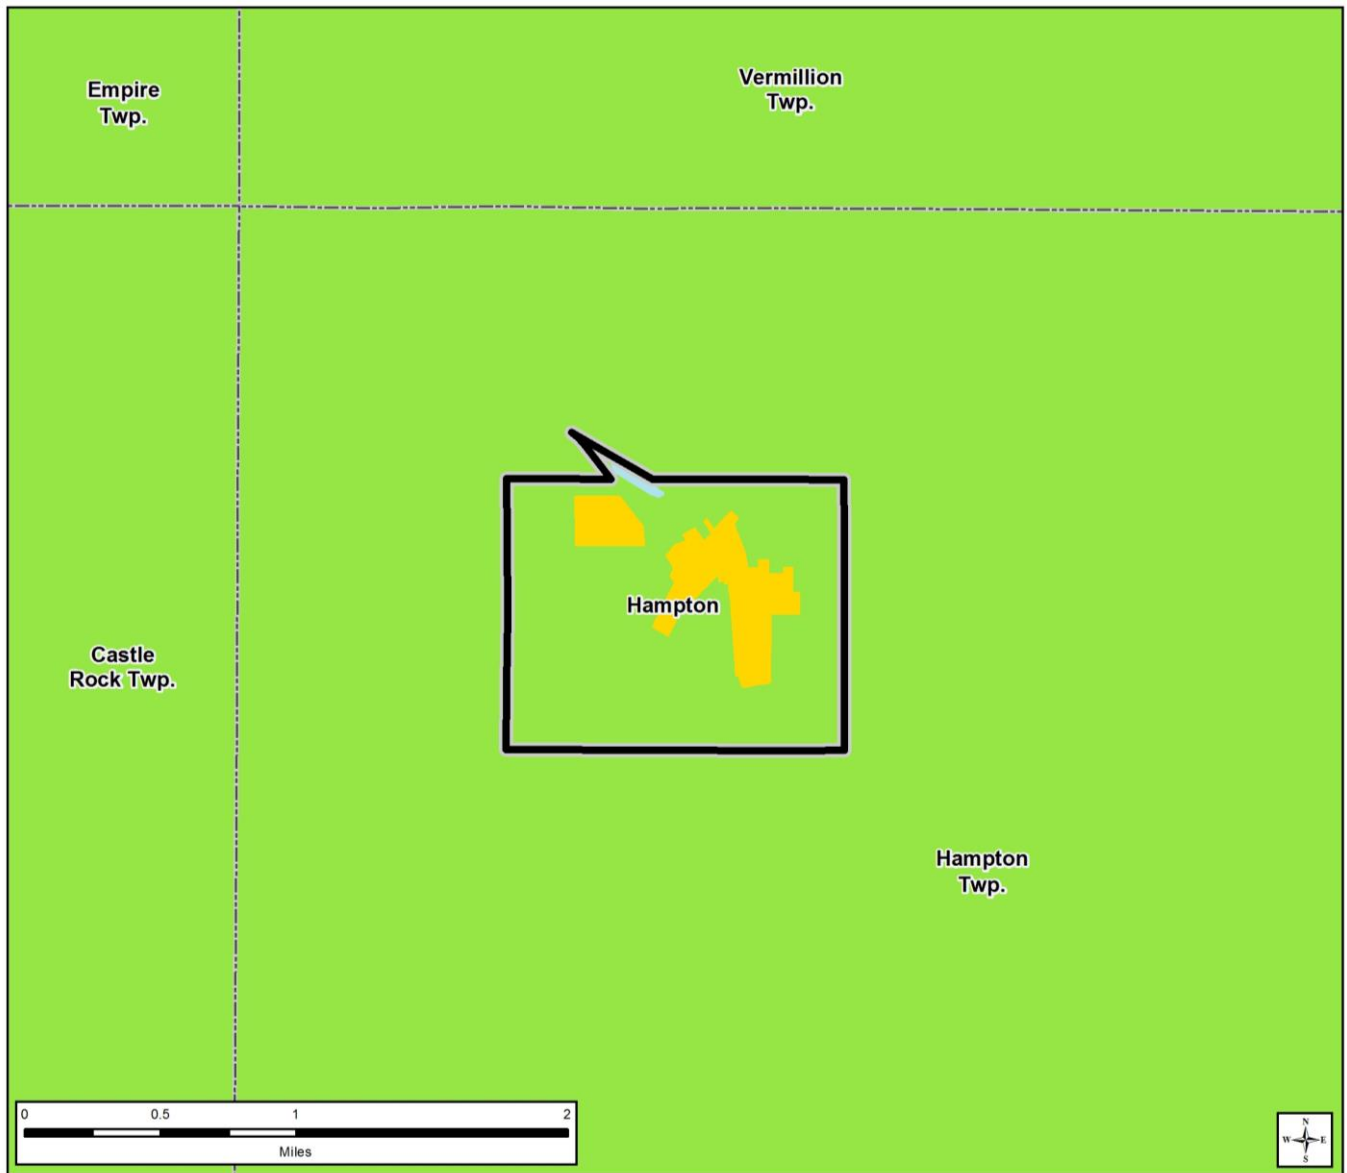 Empire
Twp.
Vermillion
Twp.
Hampton
Castle
Rock Twp.
Hampton
Twp.
0 0.5 1 2
Miles
N
W E
S